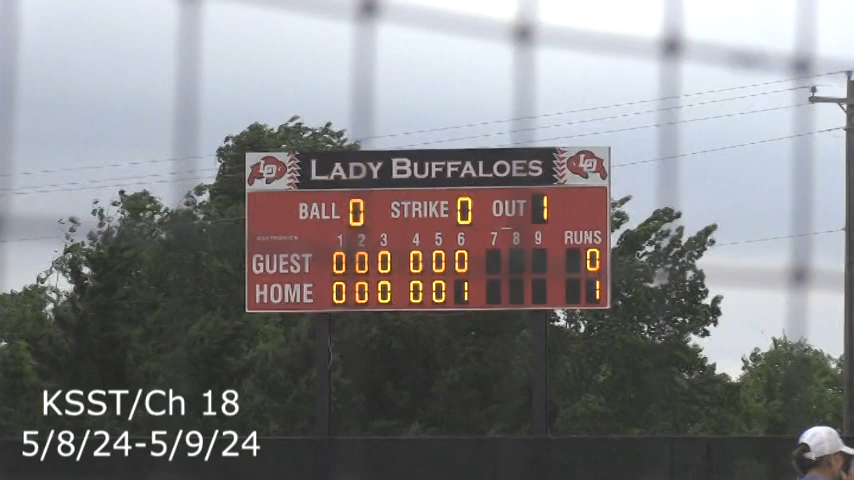 LADY BUFFALOES
BALL 0 STRIKE 0 OUT 1
1 2 3 4 5 6 7 8 9 RUNS
GUEST 0 0 0 0 0 0 0
HOME 0 0 0 0 0 1 1
KSST/Ch 18
5/8/24-5/9/24